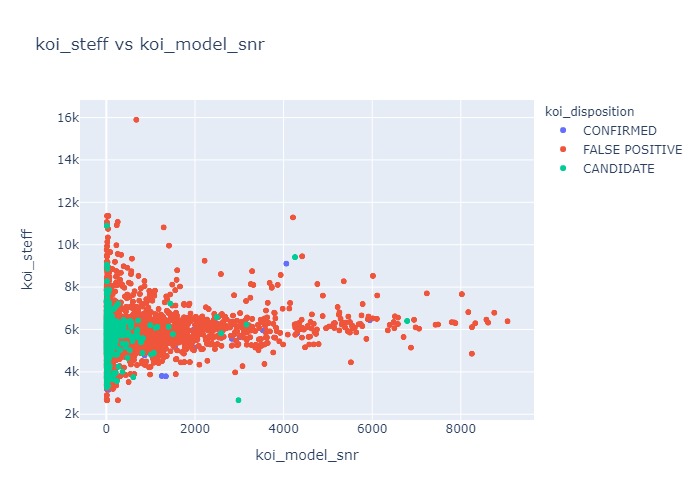 koi_steff vs koi_model_snr
koi_disposition
CONFIRMED
FALSE POSITIVE
CANDIDATE
16k
14k
12k
10k
8k
6k
4k
2k
koi_steff
0
2000
4000
6000
8000
koi_model_snr